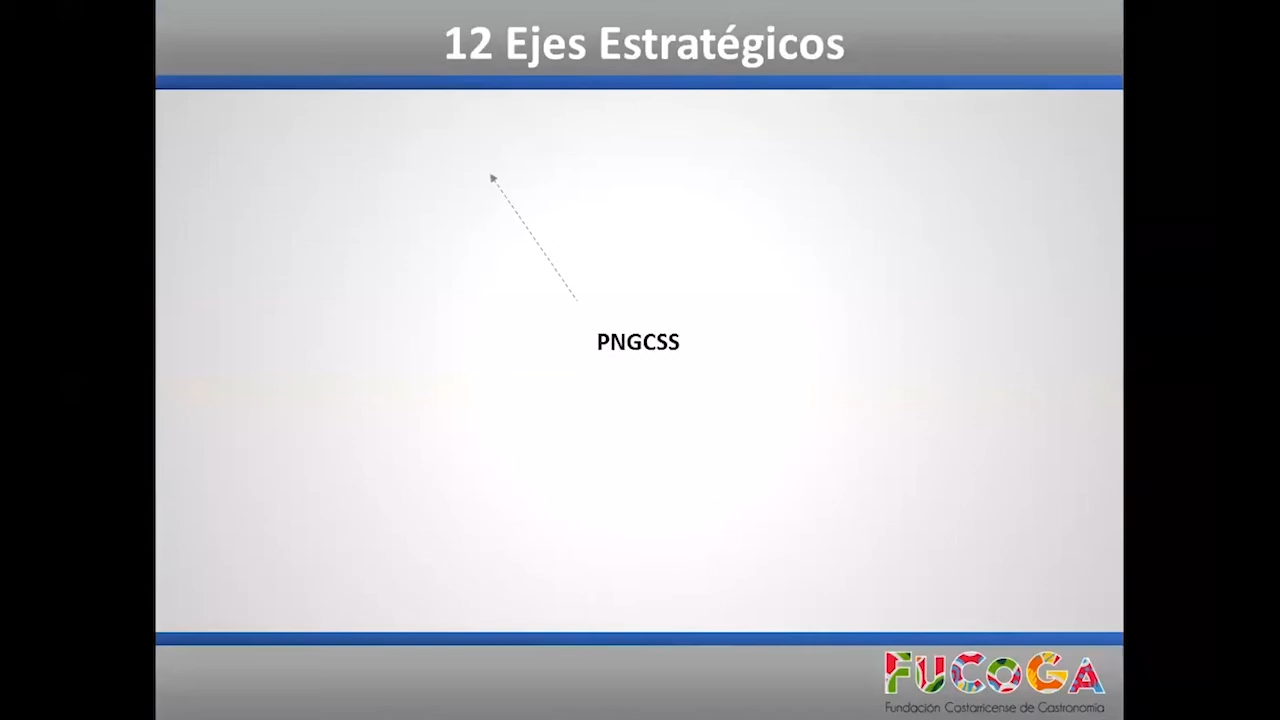 12 Ejes Estratégicos
PNGCSS
FUCOGA
Fundación Costarricense de Gastronomía